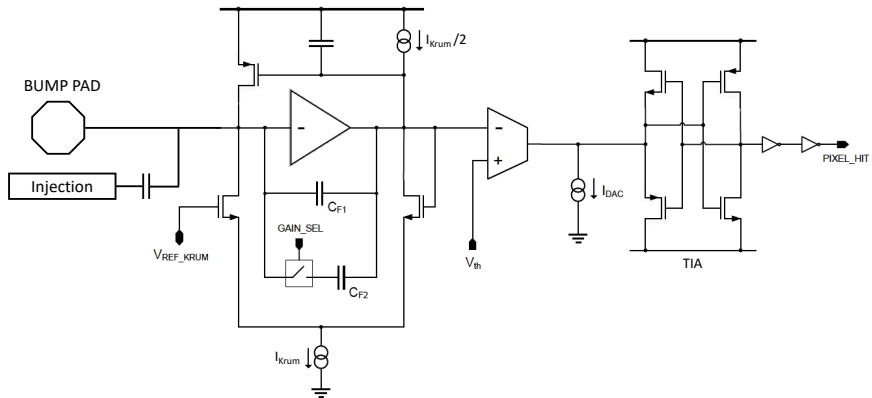 I_Krum/2
BUMP PAD
Injection
C_F1
GAIN_SEL
V_REF_KRUM
C_F2
I_Krum
-
-
+
V_th
I_DAC
TIA
PIXEL_HIT